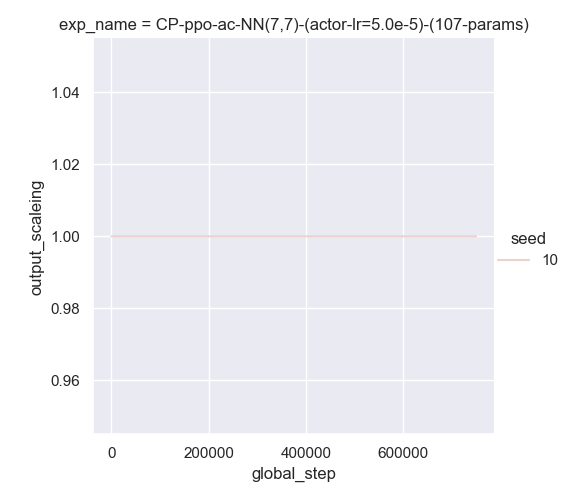 exp_name = CP-ppo-ac-NN(7,7)-(actor-lr=5.0e-5)-(107-params)
1.04
1.02
1.00
0.98
0.96
output_scaleing
0 200000 400000 600000
global_step
seed
10